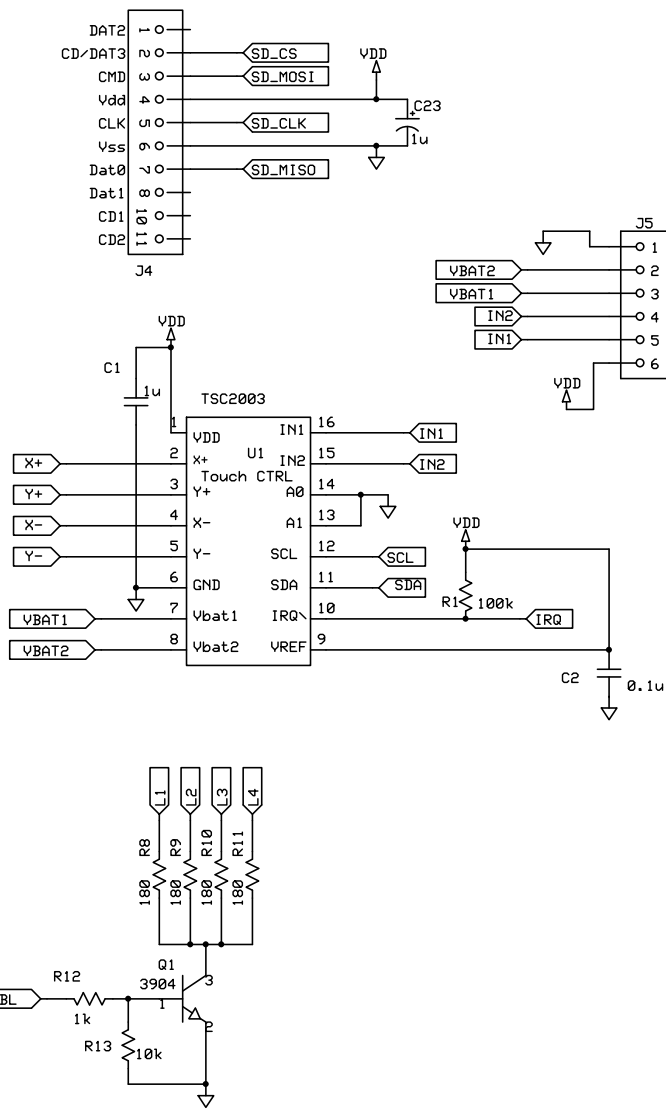 DAT2 1
CD/DAT3 2 SD_CS
CMD 3 SD_MOSI
Vdd 4
CLK 5 SD_CLK
Vss 6
Dat0 7 SD_MISO
Dat1 8
CD1 10
CD2 11
J4
VDD
+ C23
1u
J5
1
VBAT2 2
VBAT1 3
IN2 4
IN1 5
6
VDD
VDD
C1
1u
TSC2003
U1
Touch CTRL
1 VDD
X+ 2 X+
Y+ 3 Y+
X- 4 X-
Y- 5 Y-
6 GND
VBAT1 7 Vbat1
VBAT2 8 Vbat2
IN1 16 IN1
IN2 15 IN2
A0 14
A1 13
SCL 12 SCL
SDA 11 SDA
IRQ\ 10 IRQ
VREF 9
VDD
R1 100k
C2
0.1u
L1 L2 L3 L4
R8 R9 R10 R11
180 180 180 180
Q1
3904
3
1
2
BL
R12
1k
R13 10k